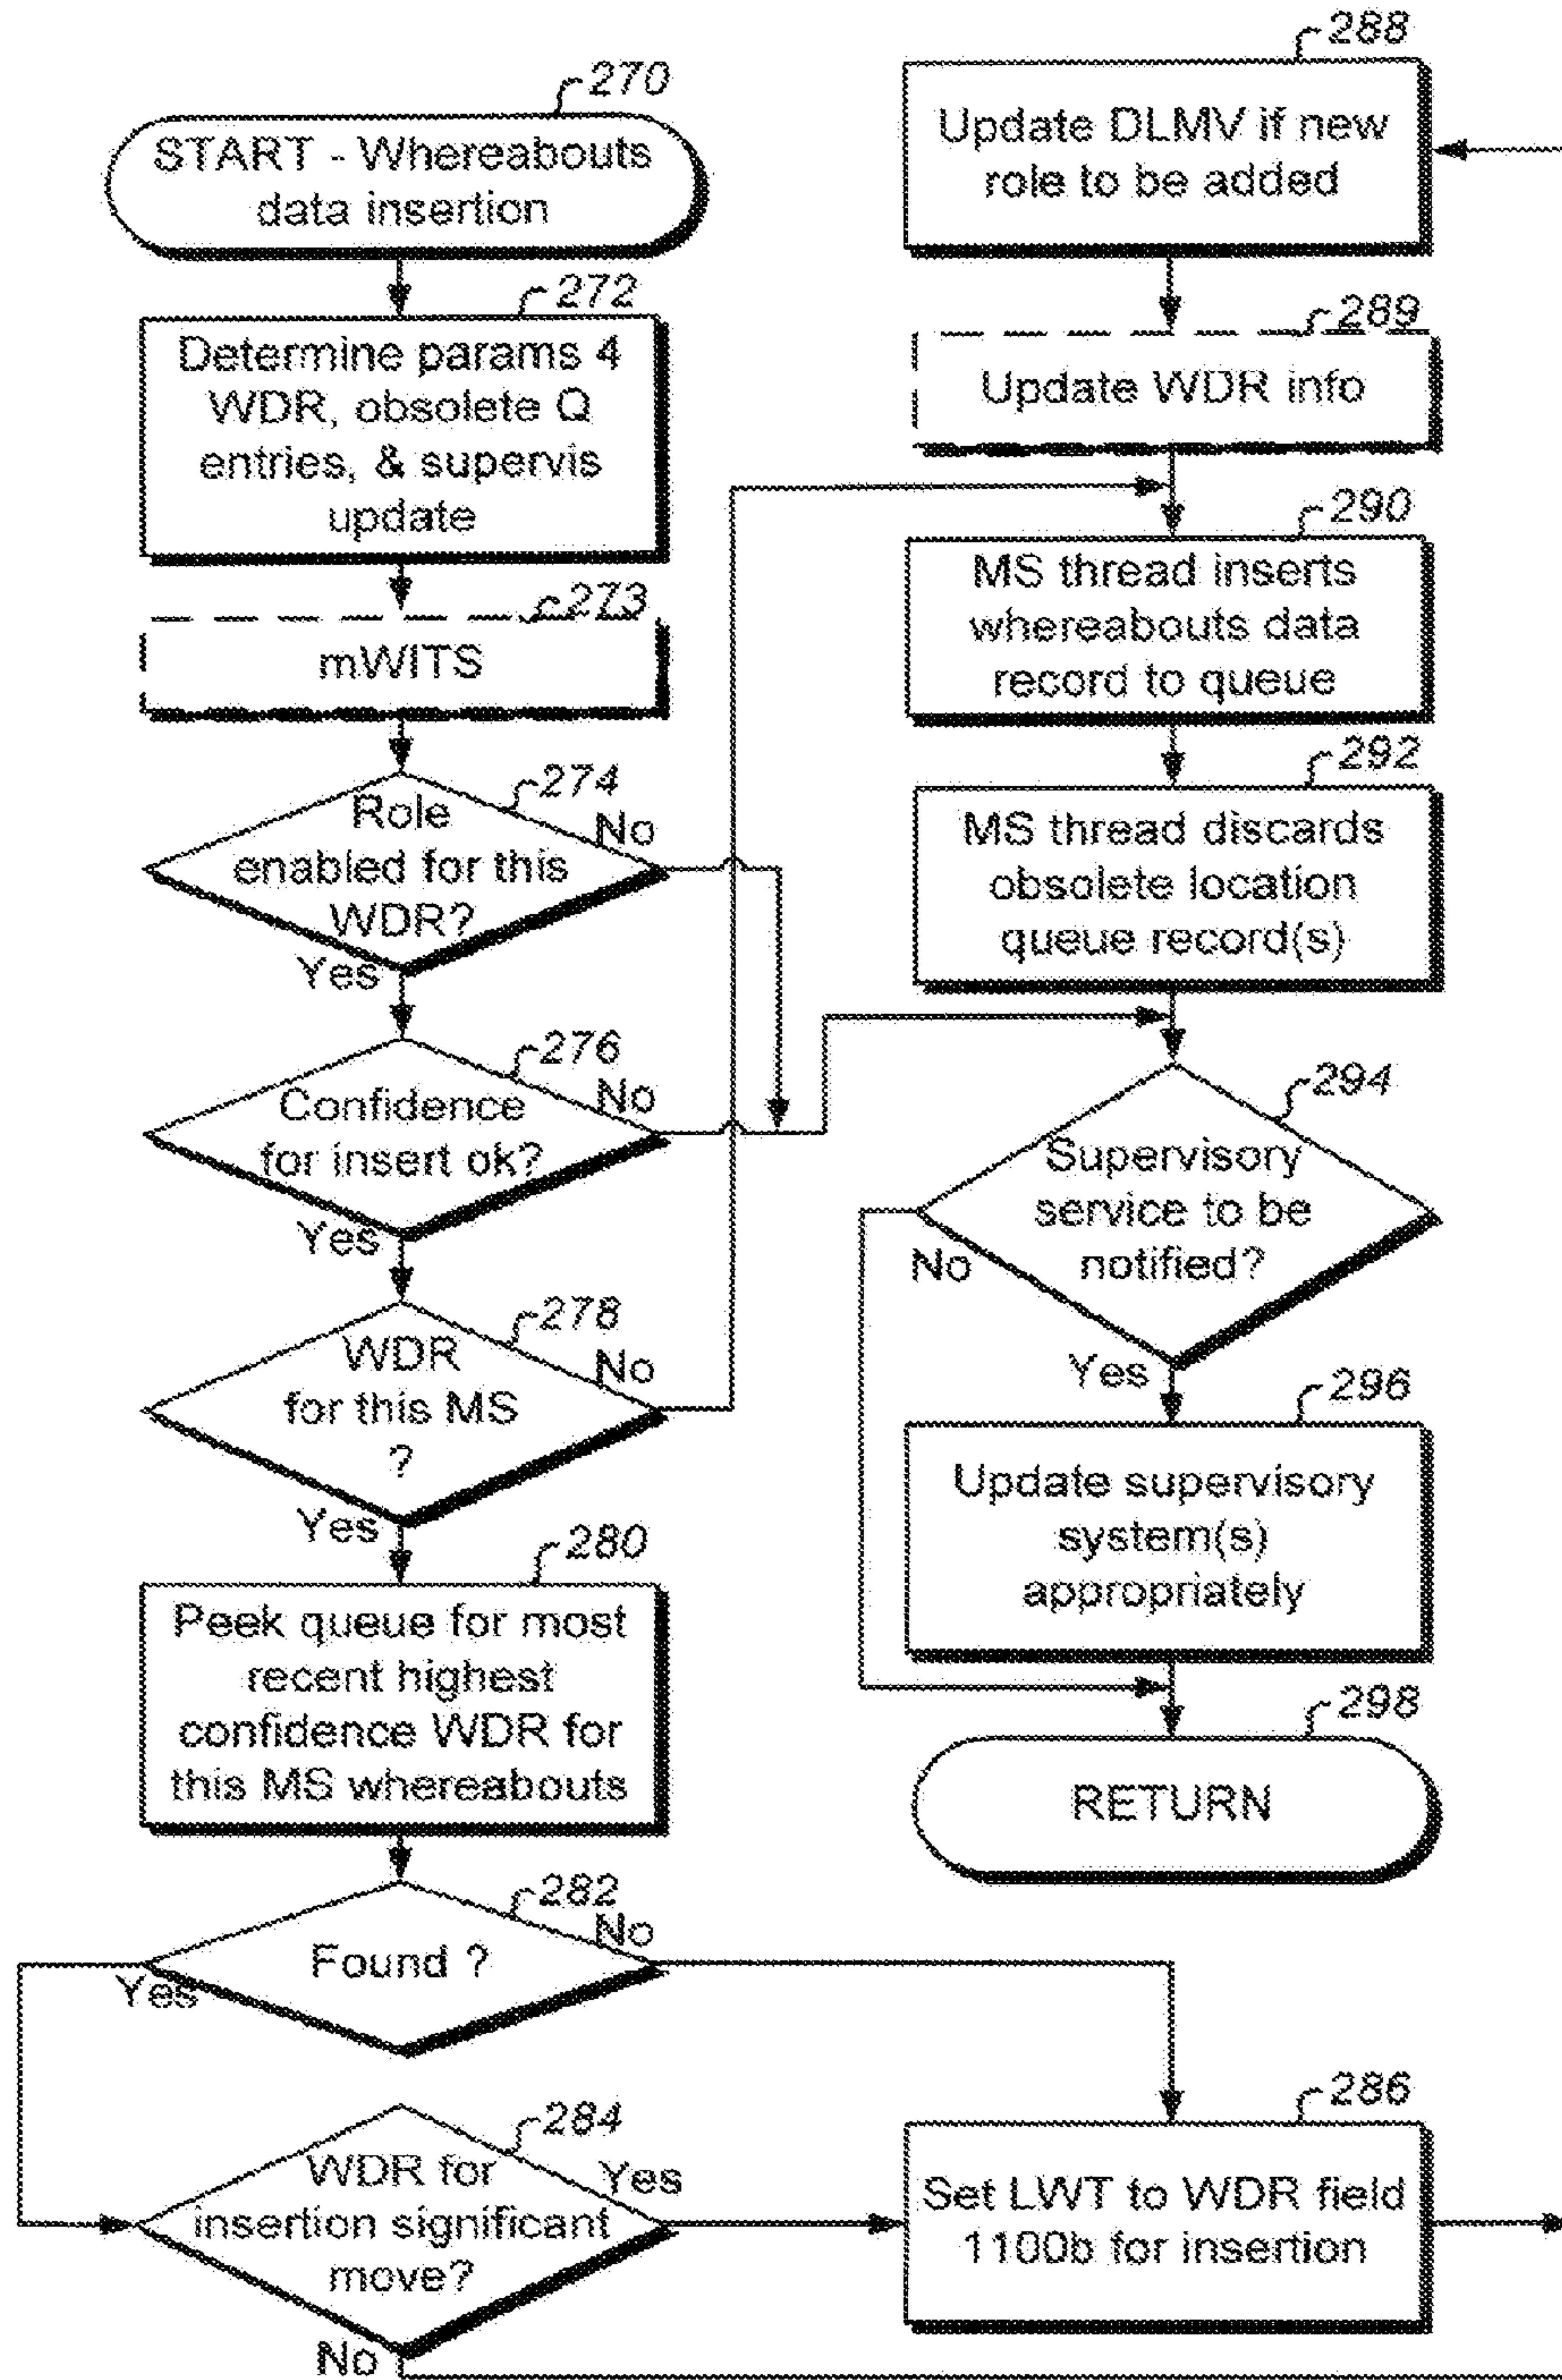 270
START - Whereabouts
data insertion
272
Determine params 4
WDR, obsolete Q
entries, & supervis
update
273
mWITS
274
Role
enabled for this
WDR?
No
Yes
276
Confidence
for insert ok?
No
Yes
278
WDR
for this MS
?
No
Yes
280
Peek queue for most
recent highest
confidence WDR for
this MS whereabouts
282
Found ?
No
Yes
284
WDR for
insertion significant
move?
Yes
No
286
Set LWT to WDR field
1100b for insertion
288
Update DLMV if new
role to be added
289
Update WDR info
290
MS thread inserts
whereabouts data
record to queue
292
MS thread discards
obsolete location
queue record(s)
294
Supervisory
service to be
notified?
No
Yes
296
Update supervisory
system(s)
appropriately
298
RETURN